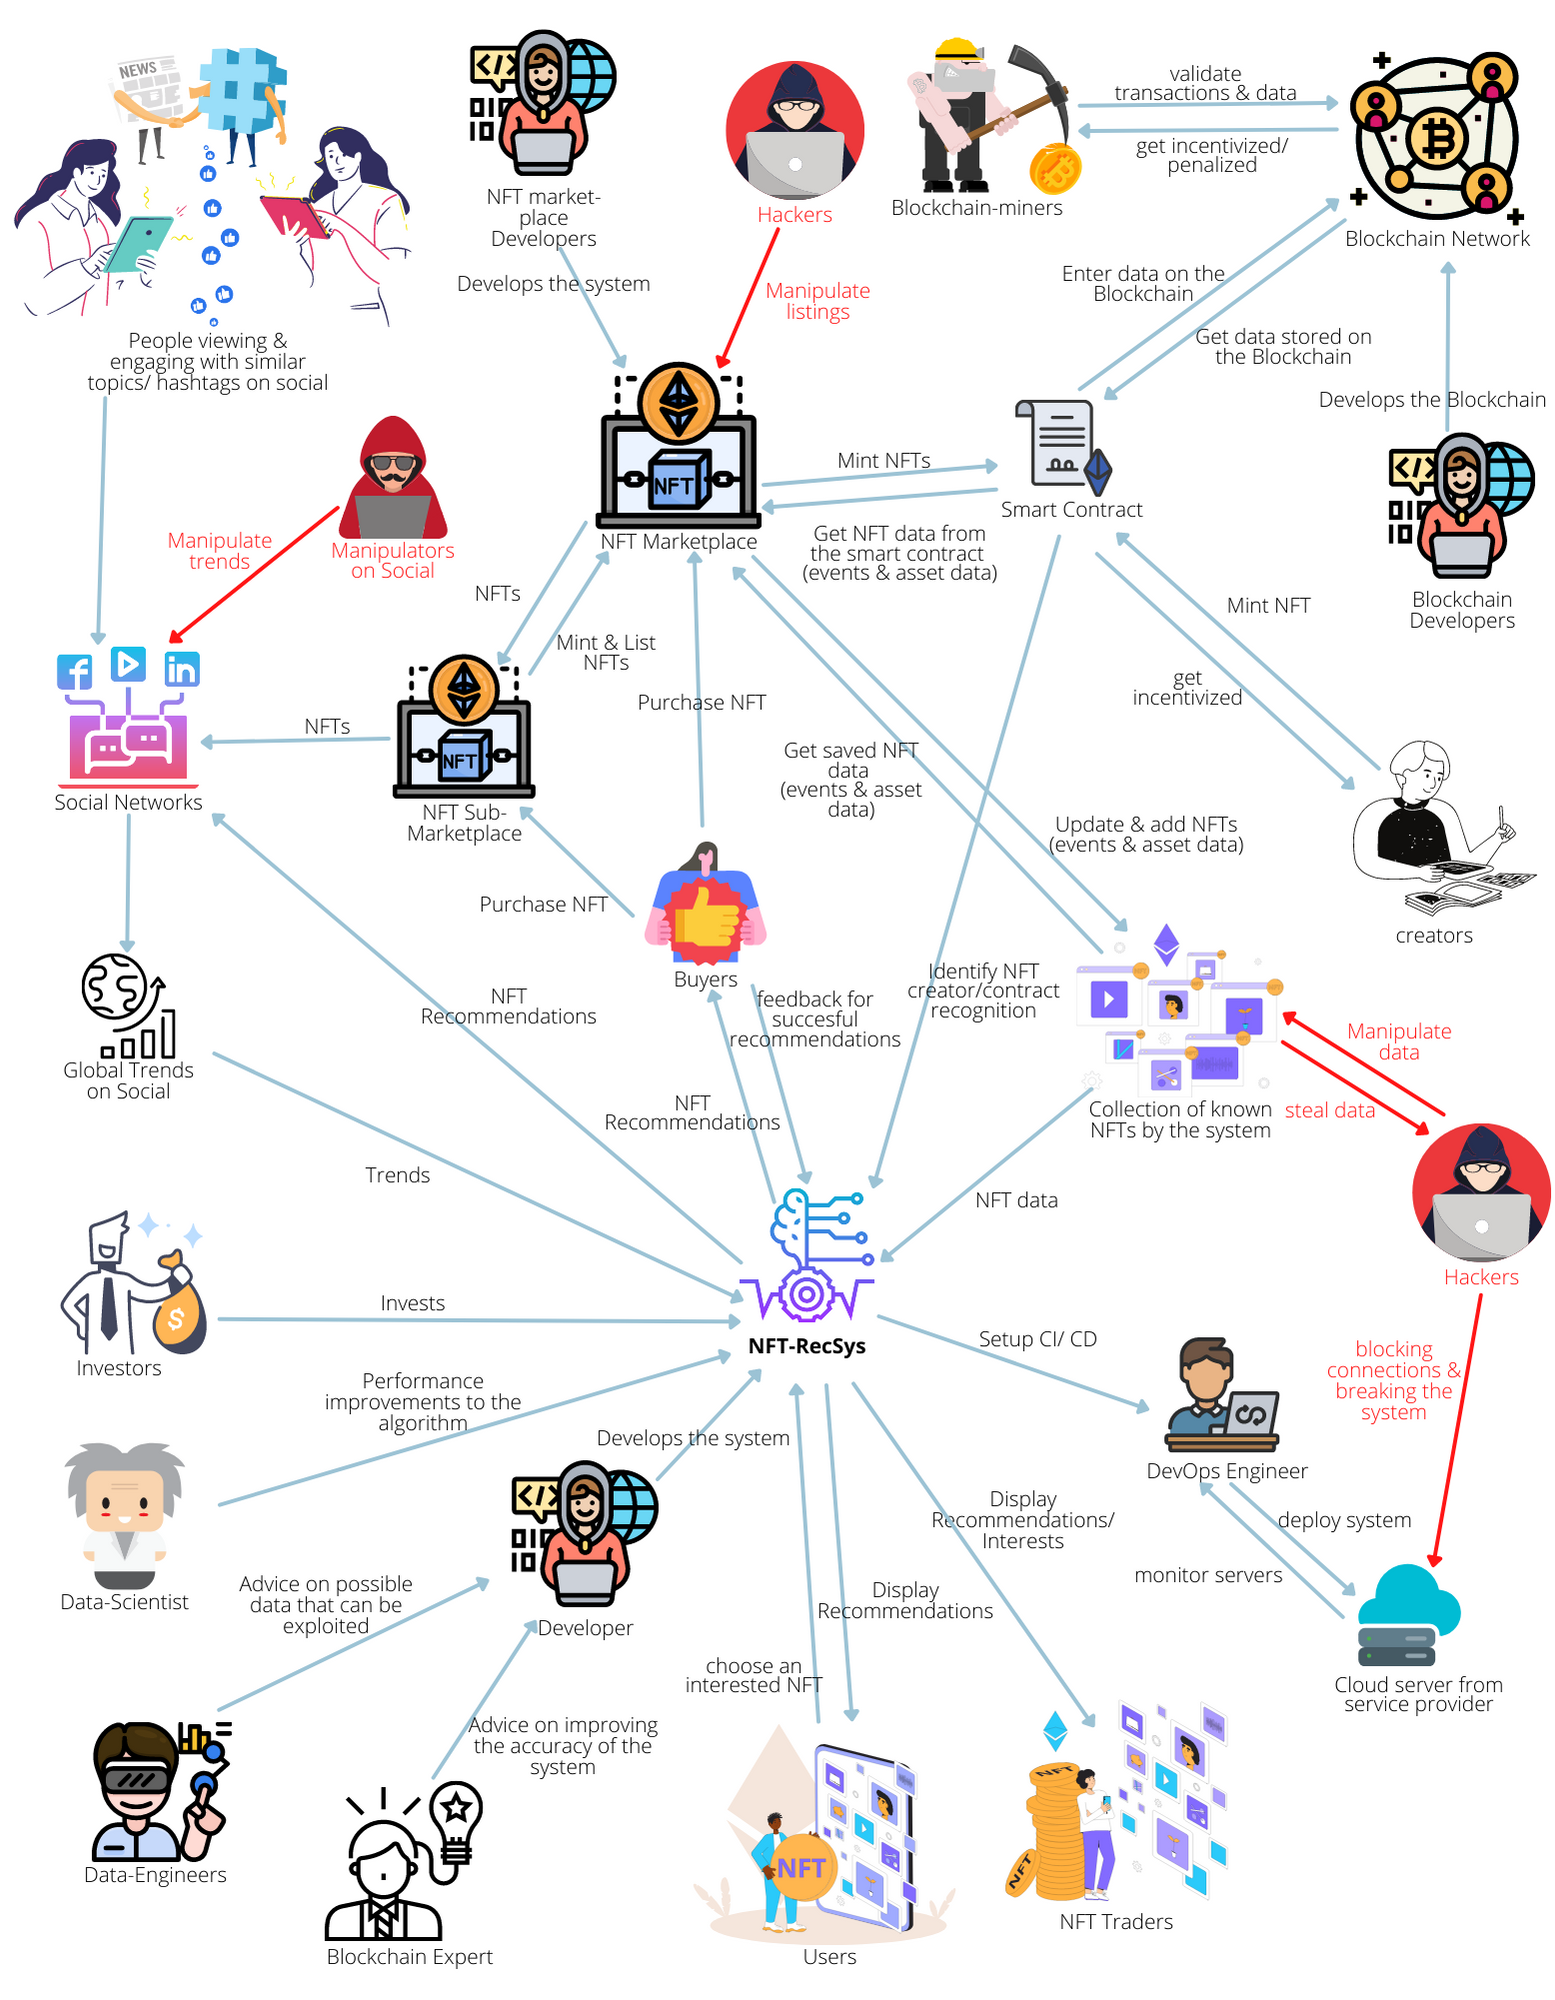 NEWS
NFT market-
place
Developers
Hackers
Blockchain-miners
validate
transactions & data
get incentivized/
penalized
Blockchain Network
Develops the system
Manipulate
listings
Enter data on the
Blockchain
Get data stored on
the Blockchain
Develops the Blockchain
People viewing &
engaging with similar
topics/ hashtags on social
Manipulate
trends
Manipulators
on Social
NFT
NFT Marketplace
Mint NFTs
Smart Contract
Get NFT data from
the smart contract
(events & asset data)
Blockchain
Developers
NFTs
Mint & List
NFTs
Mint NFT
get
incentivized
Purchase NFT
NFTs
Social Networks
NFT
NFT Sub-
Marketplace
Get saved NFT
data
(events & asset
data)
Update & add NFTs
(events & asset data)
creators
Purchase NFT
Buyers
NFT
Recommendations
feedback for
succesful
recommendations
Identify NFT
creator/contract
recognition
Global Trends
on Social
Manipulate
data
steal data
Collection of known
NFTs by the system
NFT
Recommendations
Trends
NFT data
Hackers
Investors
Invests
NFT-RecSys
Setup CI/ CD
blocking
connections &
breaking the
system
Performance
improvements to the
algorithm
Develops the system
DevOps Engineer
Display
Recommendations/
Interests
deploy system
monitor servers
Data-Scientist
Advice on possible
data that can be
exploited
Developer
Display
Recommendations
choose an
interested NFT
Cloud server from
service provider
Advice on improving
the accuracy of the
system
Data-Engineers
Blockchain Expert
NFT
Users
NFT
NFT
NFT Traders